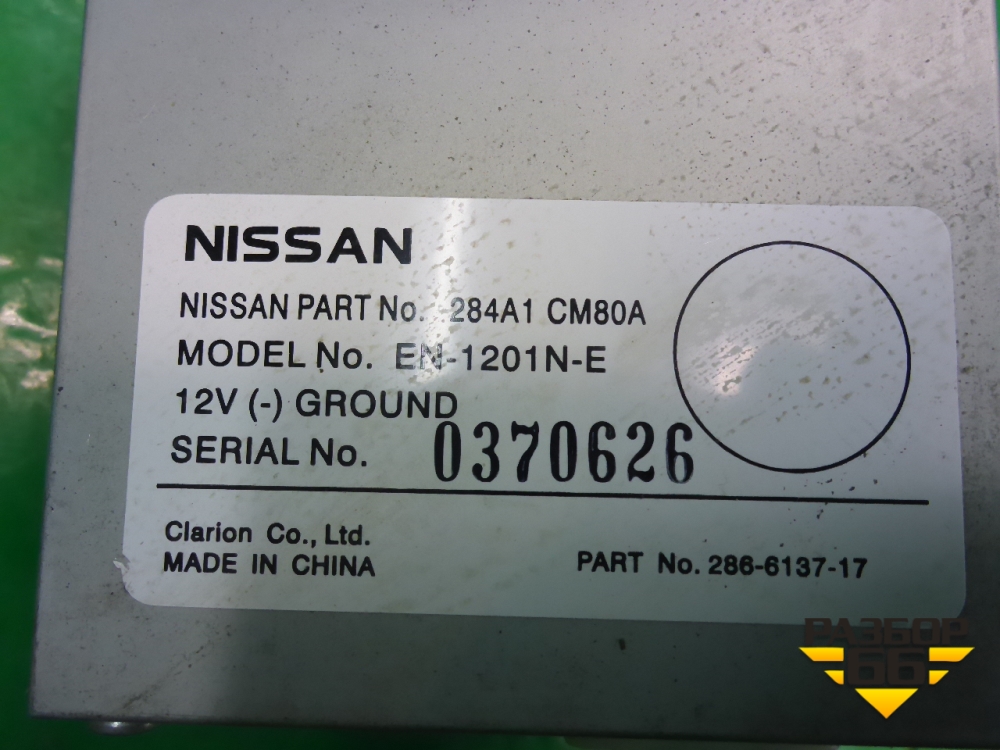 NISSAN
NISSAN PART No. 284A1 CM80A
MODEL No. EN-1201N-E
12V (-) GROUND
SERIAL No. 0370626
Clarion Co., Ltd.
MADE IN CHINA PART No. 286-6137-17
РАЗБОР
66